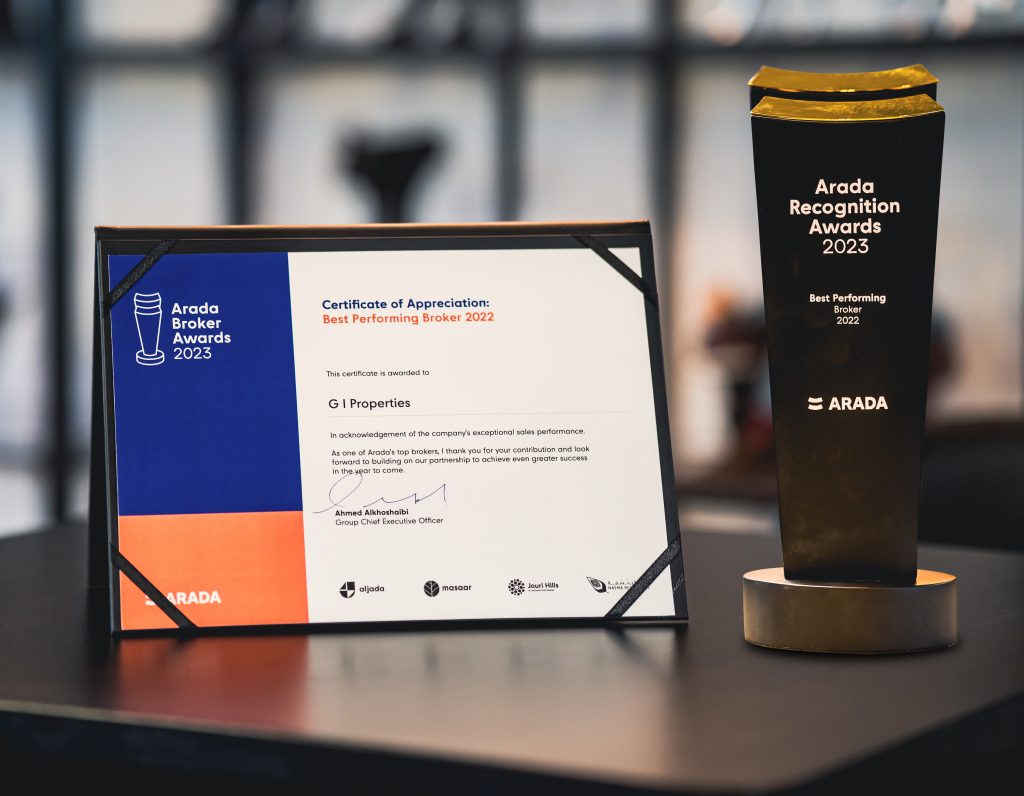 Arada
Broker
Awards
2023
ARADA
Certificate of Appreciation:
Best Performing Broker 2022
This certificate is awarded to
G I Properties
In acknowledgement of the company's exceptional sales performance.
As one of Arada's top brokers, I thank you for your contribution and look
forward to building on our partnership to achieve even greater success
in the year to come.
Ahmed Alkhoshaibi
Group Chief Executive Officer
aljada
masaar
Jouri Hills
Arada
Recognition
Awards
2023
Best Performing
Broker
2022
ARADA